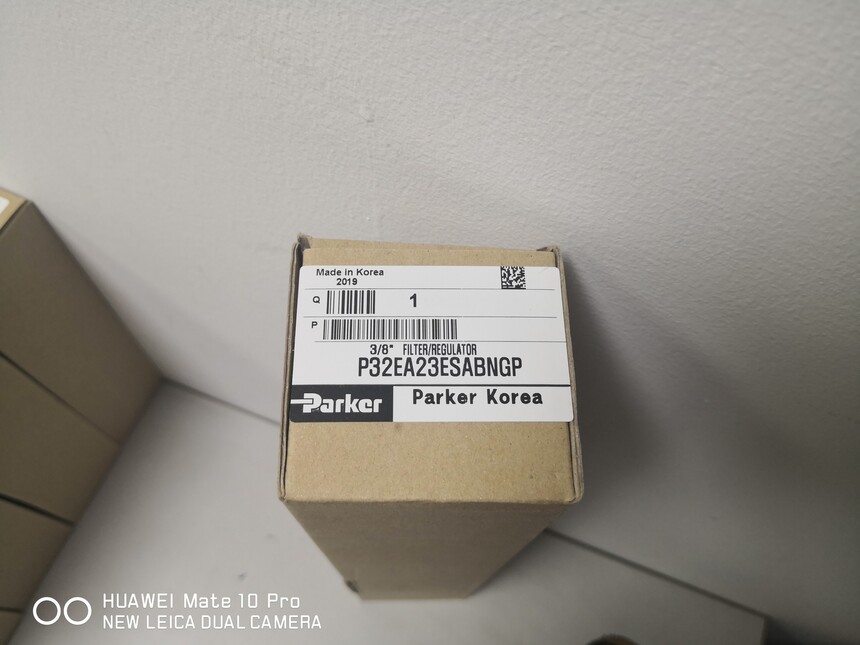 Made in Korea
2019
Q 1
P
3/8" FILTER/REGULATOR
P32EA23ESABNGP
Parker Parker Korea
HUAWEI Mate 10 Pro
NEW LEICA DUAL CAMERA